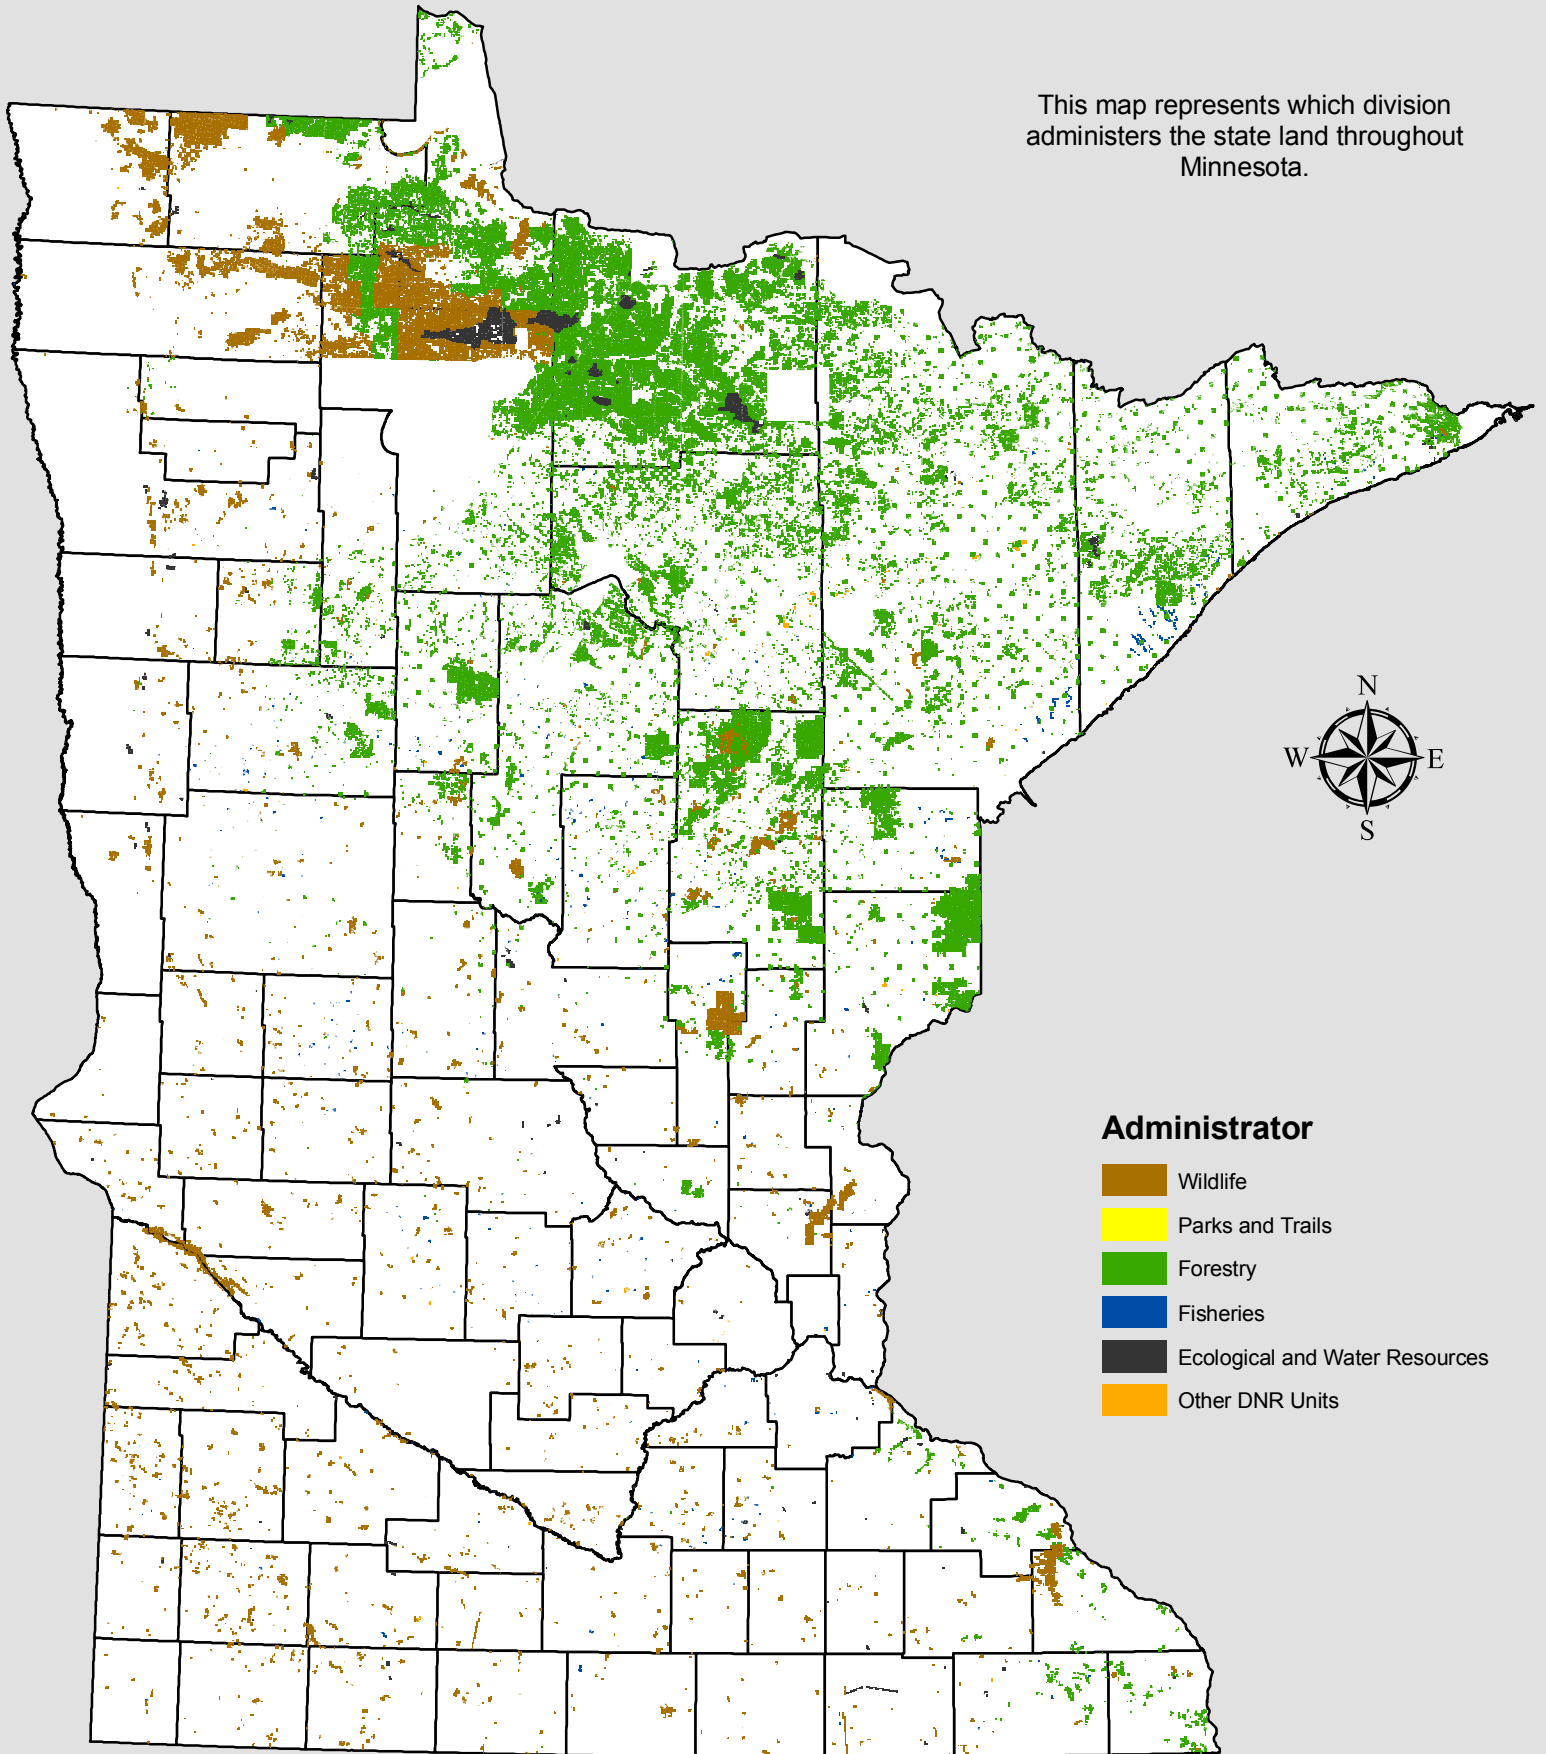 This map represents which division
administers the state land throughout
Minnesota.
N
W
E
S
Administrator
Wildlife
Parks and Trails
Forestry
Fisheries
Ecological and Water Resources
Other DNR Units